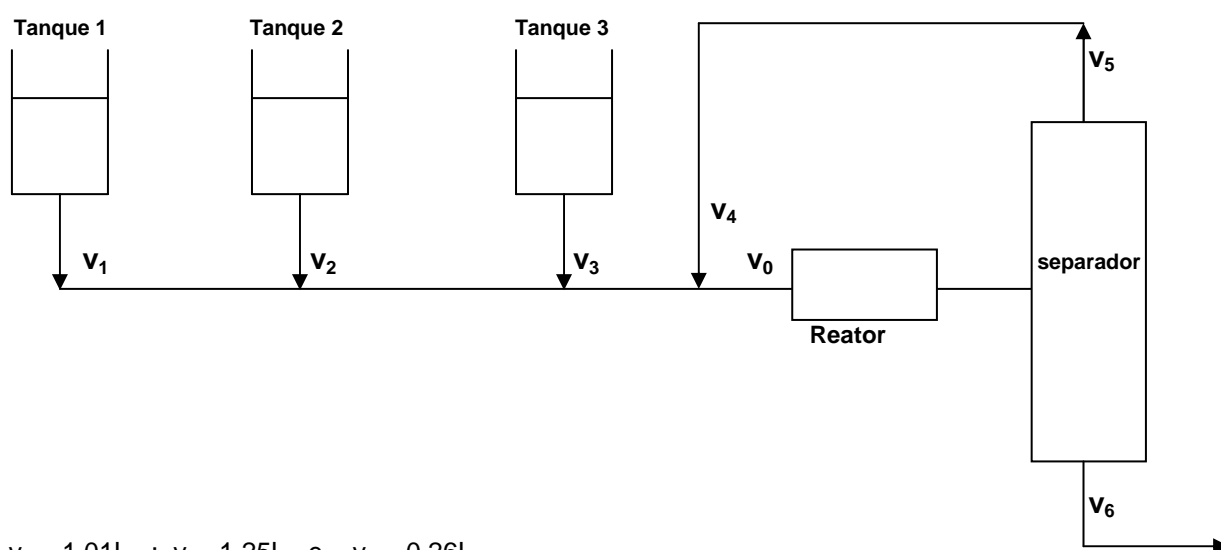 Tanque 1 Tanque 2 Tanque 3
v₅
v₄
v₁ v₂ v₃ v₀ separador
Reator
v₆